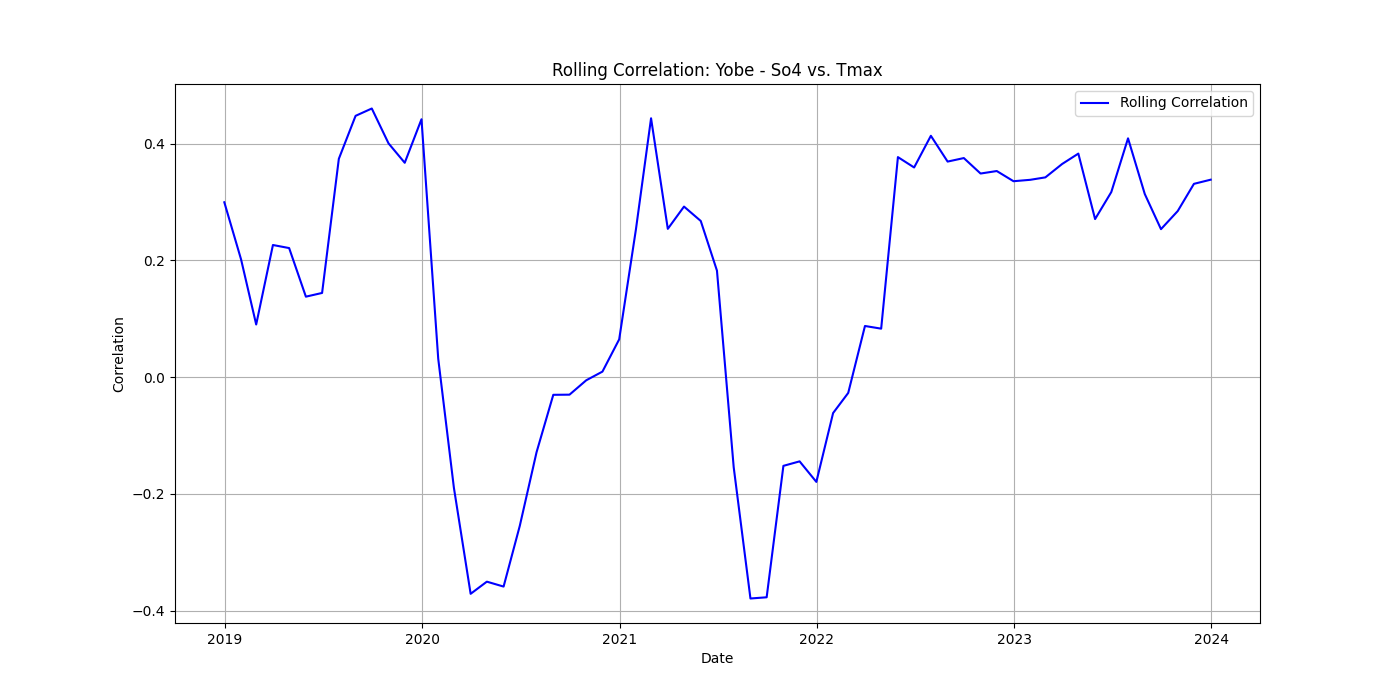 Rolling Correlation: Yobe - So4 vs. Tmax
Rolling Correlation
Correlation
0.4
0.2
0.0
−0.2
−0.4
2019 2020 2021 2022 2023 2024
Date